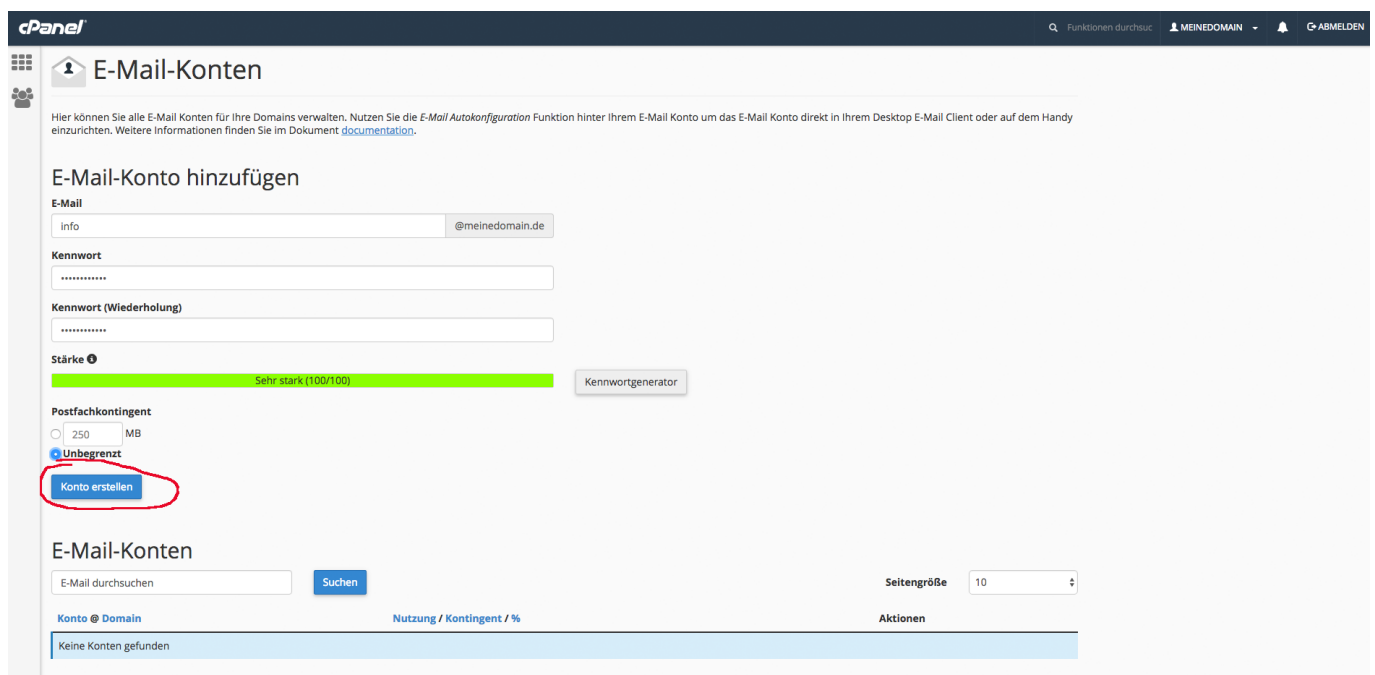 cPanel
Funktionen durchsuc
MEINEDOMAIN
ABMELDEN
E-Mail-Konten
Hier können Sie alle E-Mail Konten für Ihre Domains verwalten. Nutzen Sie die E-Mail Autokonfiguration Funktion hinter Ihrem E-Mail Konto um das E-Mail Konto direkt in Ihrem Desktop E-Mail Client oder auf dem Handy
einzurichten. Weitere Informationen finden Sie im Dokument documentation.
E-Mail-Konto hinzufügen
E-Mail
info @meinedomain.de
Kennwort
••••••••••••
Kennwort (Wiederholung)
••••••••••••
Stärke
Sehr stark (100/100)
Kennwortgenerator
Postfachkontingent
250 MB
Unbegrenzt
Konto erstellen
E-Mail-Konten
E-Mail durchsuchen Suchen Seitengröße 10
Konto @ Domain Nutzung / Kontingent / % Aktionen
Keine Konten gefunden